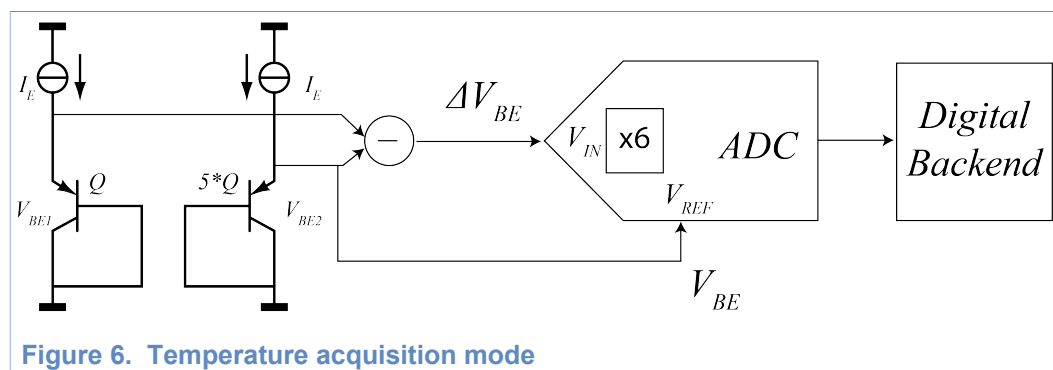 I_E
I_E
ΔV_BE
V_IN
x6
ADC
Digital
Backend
Q
5*Q
V_BE1
V_BE2
V_REF
V_BE
Figure 6. Temperature acquisition mode